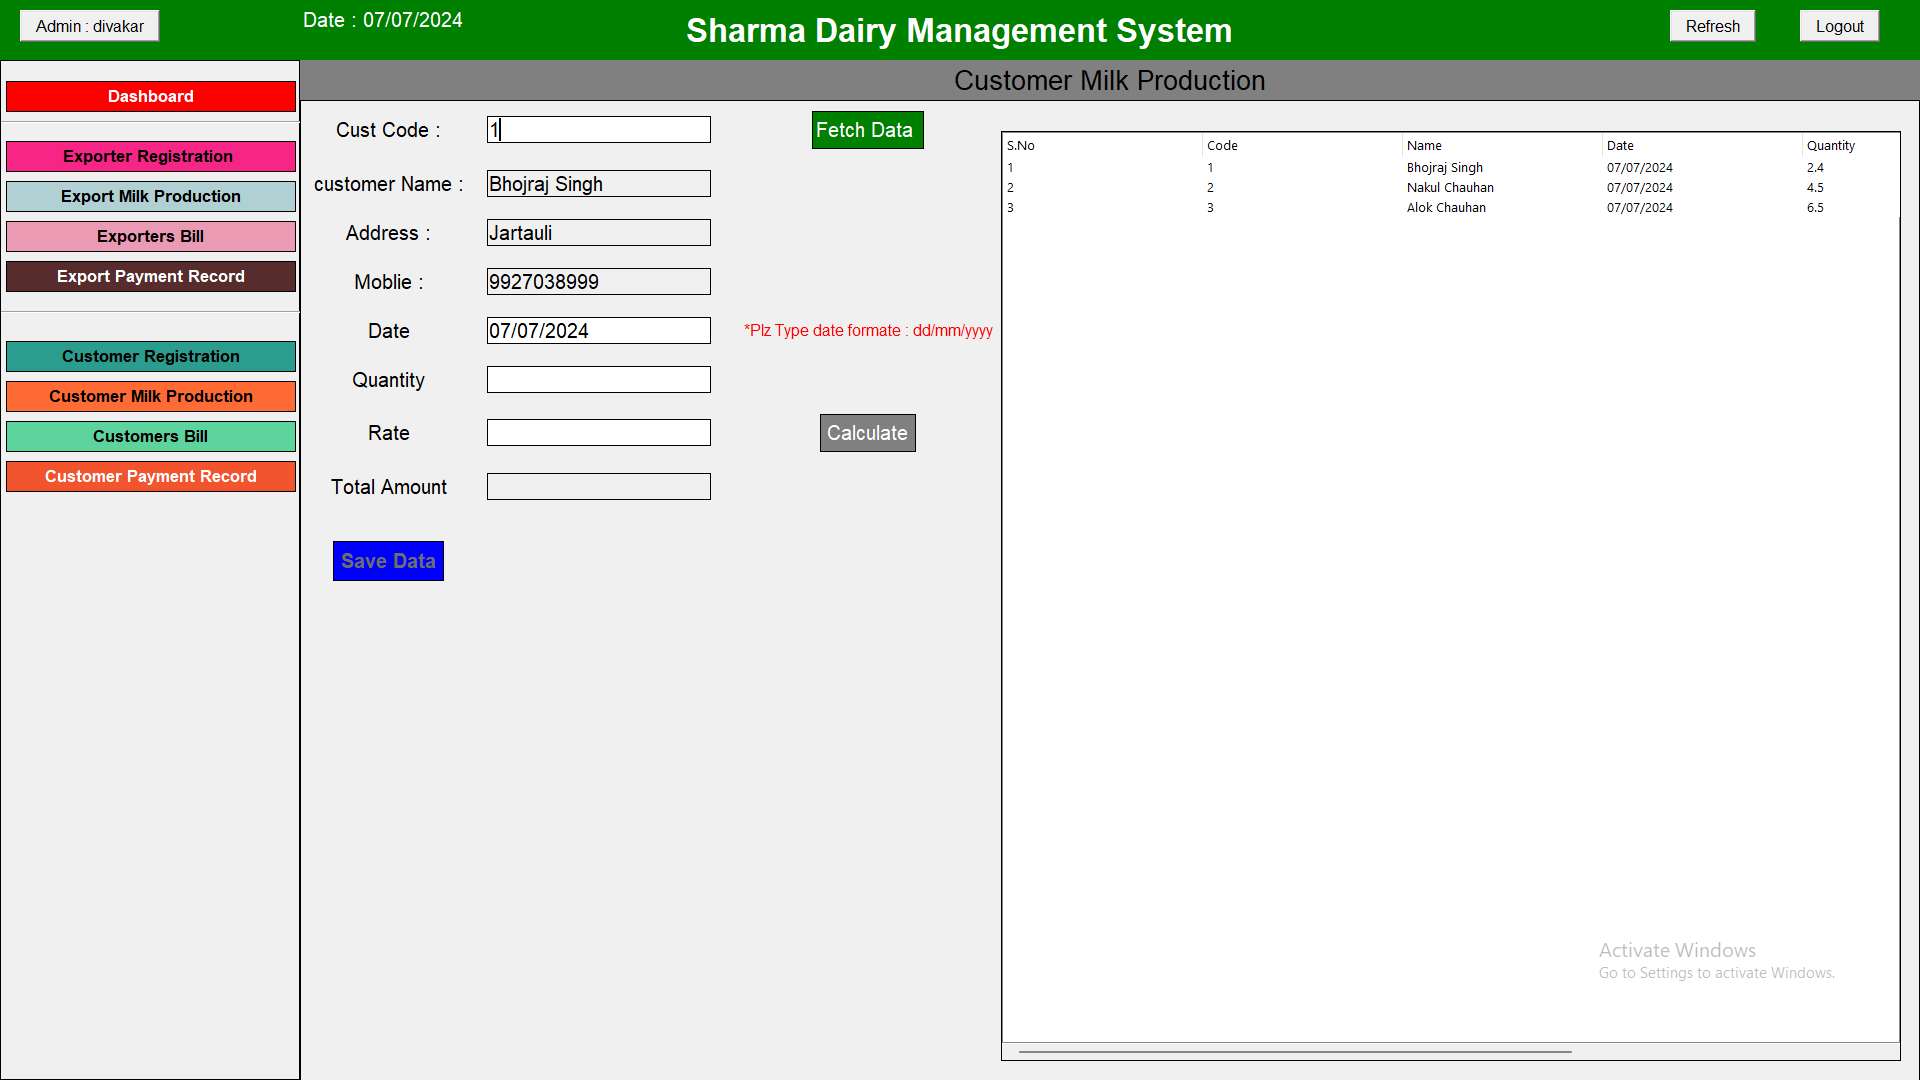 Admin : divakar
Date : 07/07/2024
Sharma Dairy Management System
Refresh
Logout
Dashboard
Exporter Registration
Export Milk Production
Exporters Bill
Export Payment Record
Customer Registration
Customer Milk Production
Customers Bill
Customer Payment Record
Customer Milk Production
Cust Code : 1 Fetch Data
customer Name : Bhojraj Singh
Address : Jartauli
Moblie : 9927038999
Date 07/07/2024 *Plz Type date formate : dd/mm/yyyy
Quantity
Rate Calculate
Total Amount
Save Data
S.No Code Name Date Quantity
1 1 Bhojraj Singh 07/07/2024 2.4
2 2 Nakul Chauhan 07/07/2024 4.5
3 3 Alok Chauhan 07/07/2024 6.5
Activate Windows
Go to Settings to activate Windows.